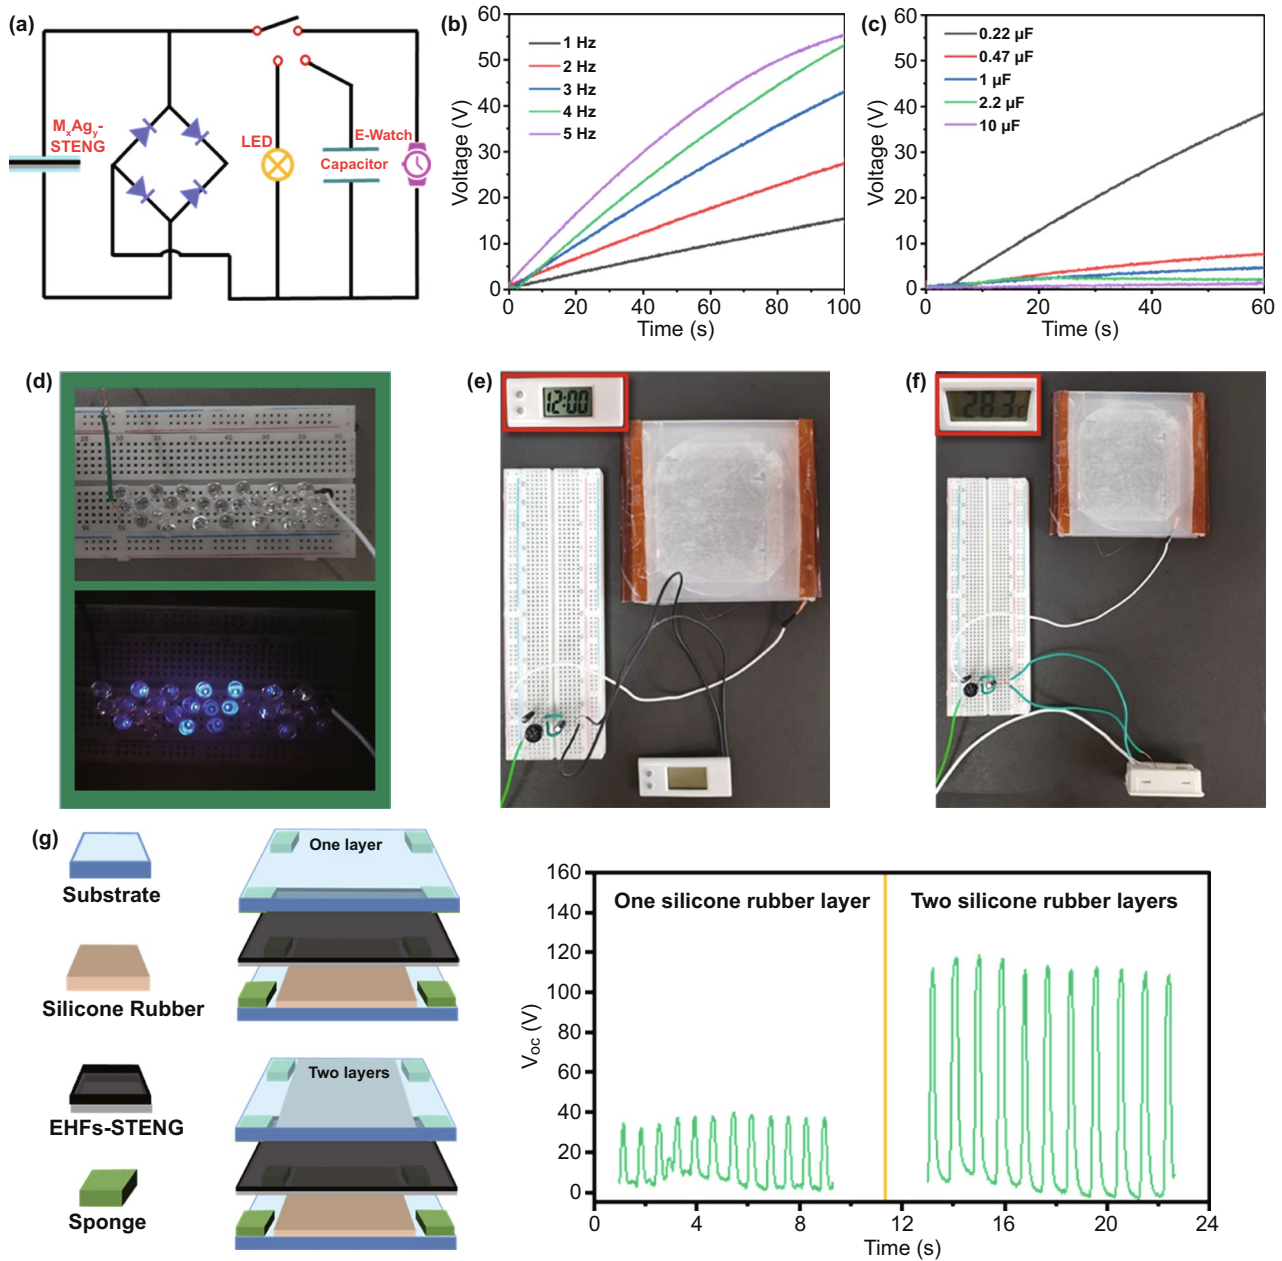 (a)
MxAgy-
STENG
LED
Capacitor
E-Watch
(b)
Voltage (V)
60
50
40
30
20
10
0
1 Hz
2 Hz
3 Hz
4 Hz
5 Hz
0 20 40 60 80 100
Time (s)
(c)
Voltage (V)
60
50
40
30
20
10
0
0.22 µF
0.47 µF
1 µF
2.2 µF
10 µF
0 20 40 60
Time (s)
(d)
(e)
12:00
(f)
28.3
(g)
Substrate
Silicone Rubber
EHFs-STENG
Sponge
One layer
Two layers
Voc (V)
160
140
120
100
80
60
40
20
0
One silicone rubber layer
Two silicone rubber layers
0 4 8 12 16 20 24
Time (s)